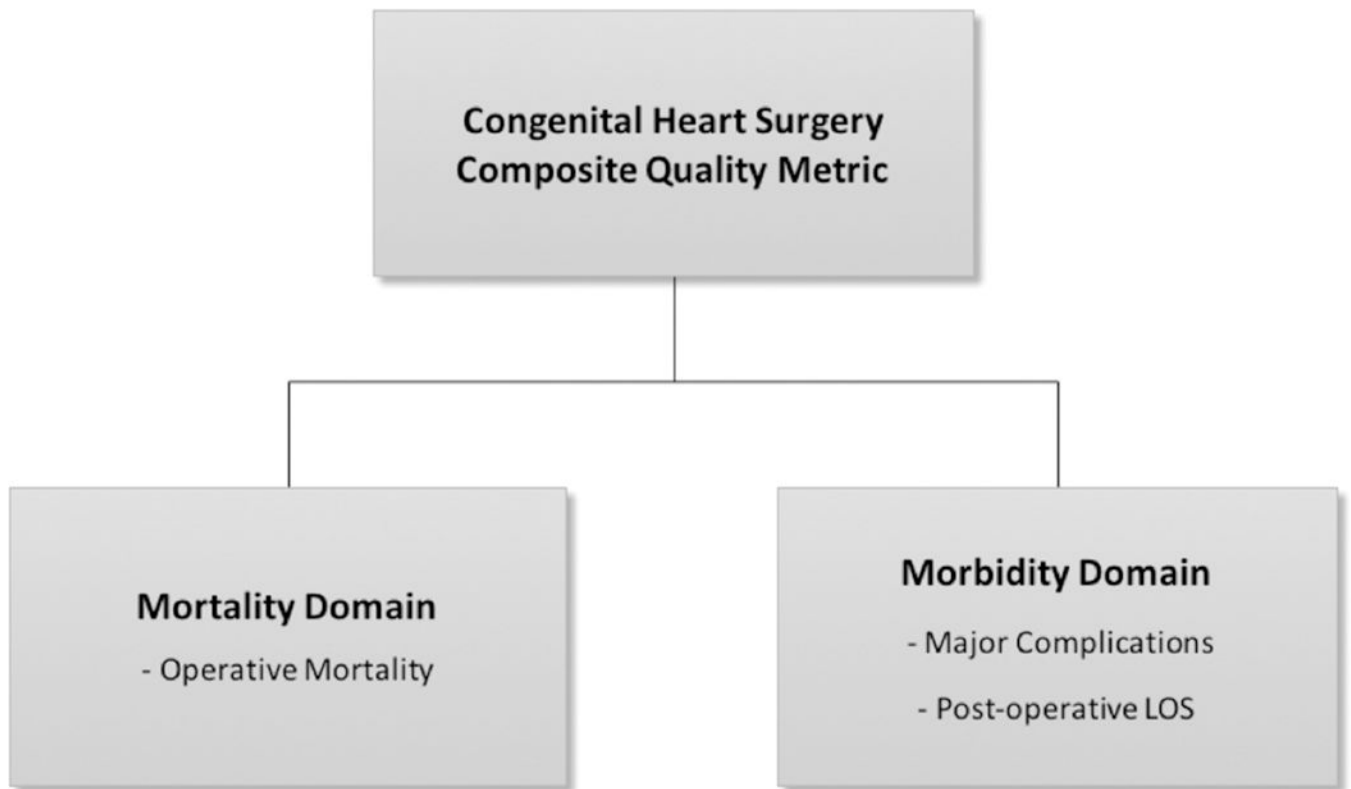 Congenital Heart Surgery
Composite Quality Metric
Mortality Domain
- Operative Mortality
Morbidity Domain
- Major Complications
- Post-operative LOS